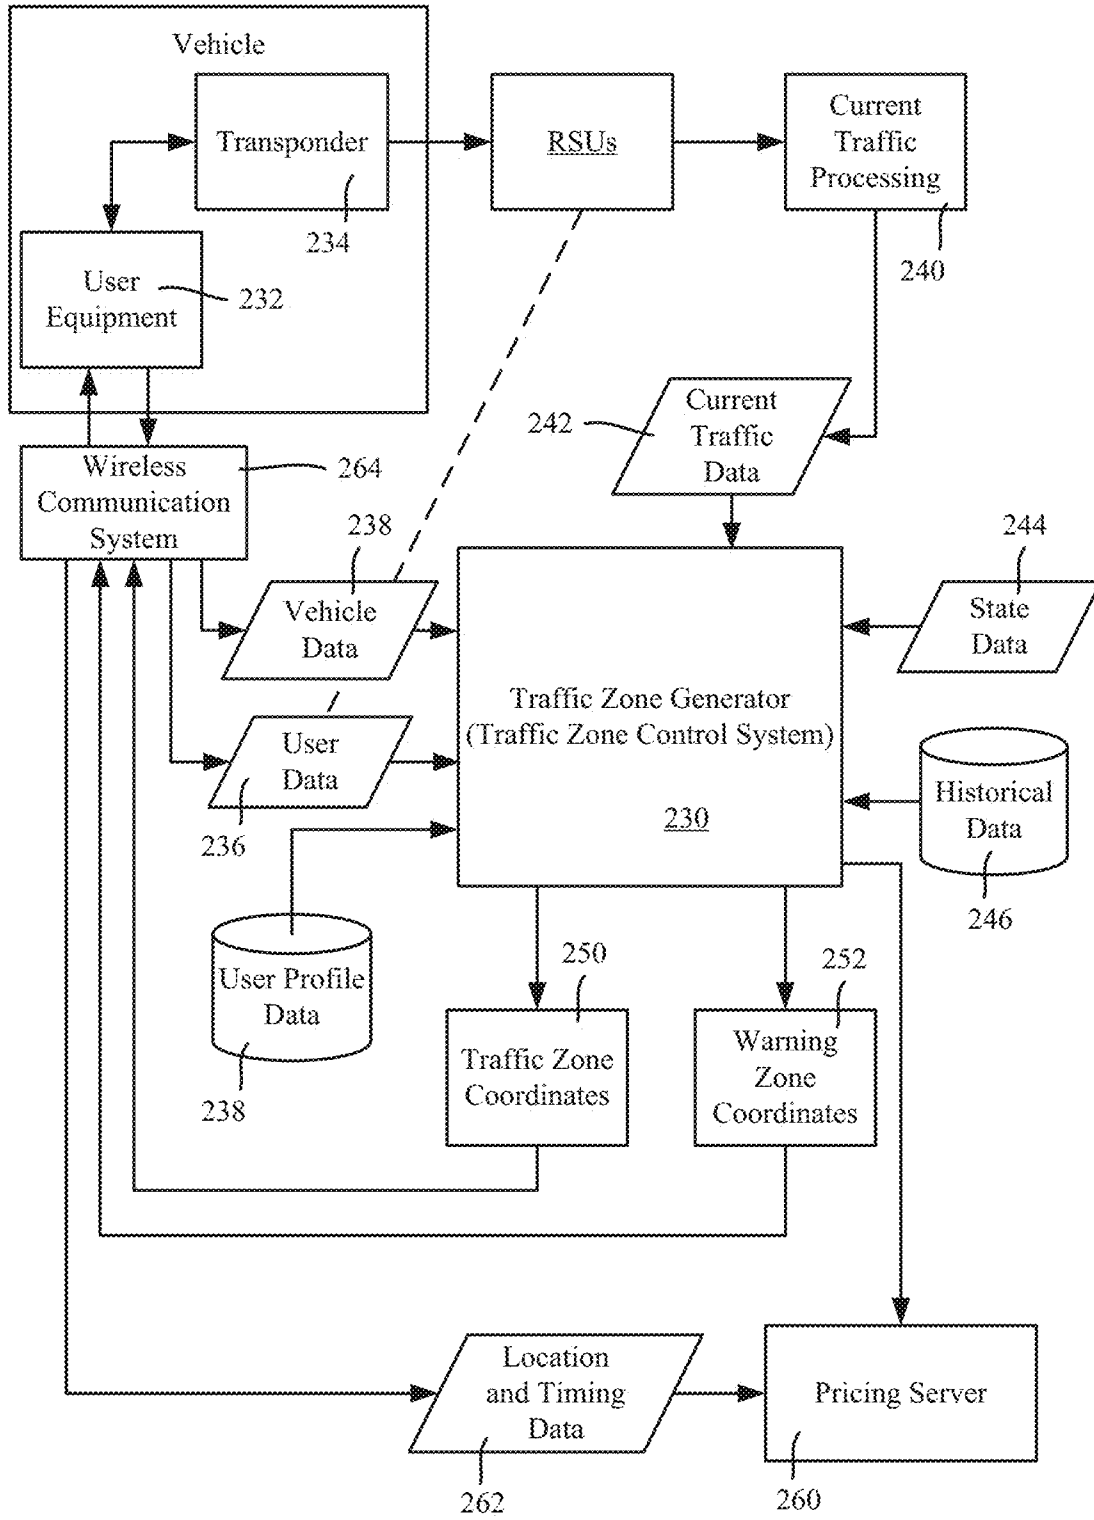 Vehicle
Transponder
234
RSUs
Current
Traffic
Processing
240
User
Equipment
232
Current
Traffic
Data
242
Wireless
Communication
System
264
238
Vehicle
Data
244
State
Data
Traffic Zone Generator
(Traffic Zone Control System)
230
User
Data
236
Historical
Data
246
User Profile
Data
238
250
Traffic Zone
Coordinates
252
Warning
Zone
Coordinates
Location
and Timing
Data
262
Pricing Server
260